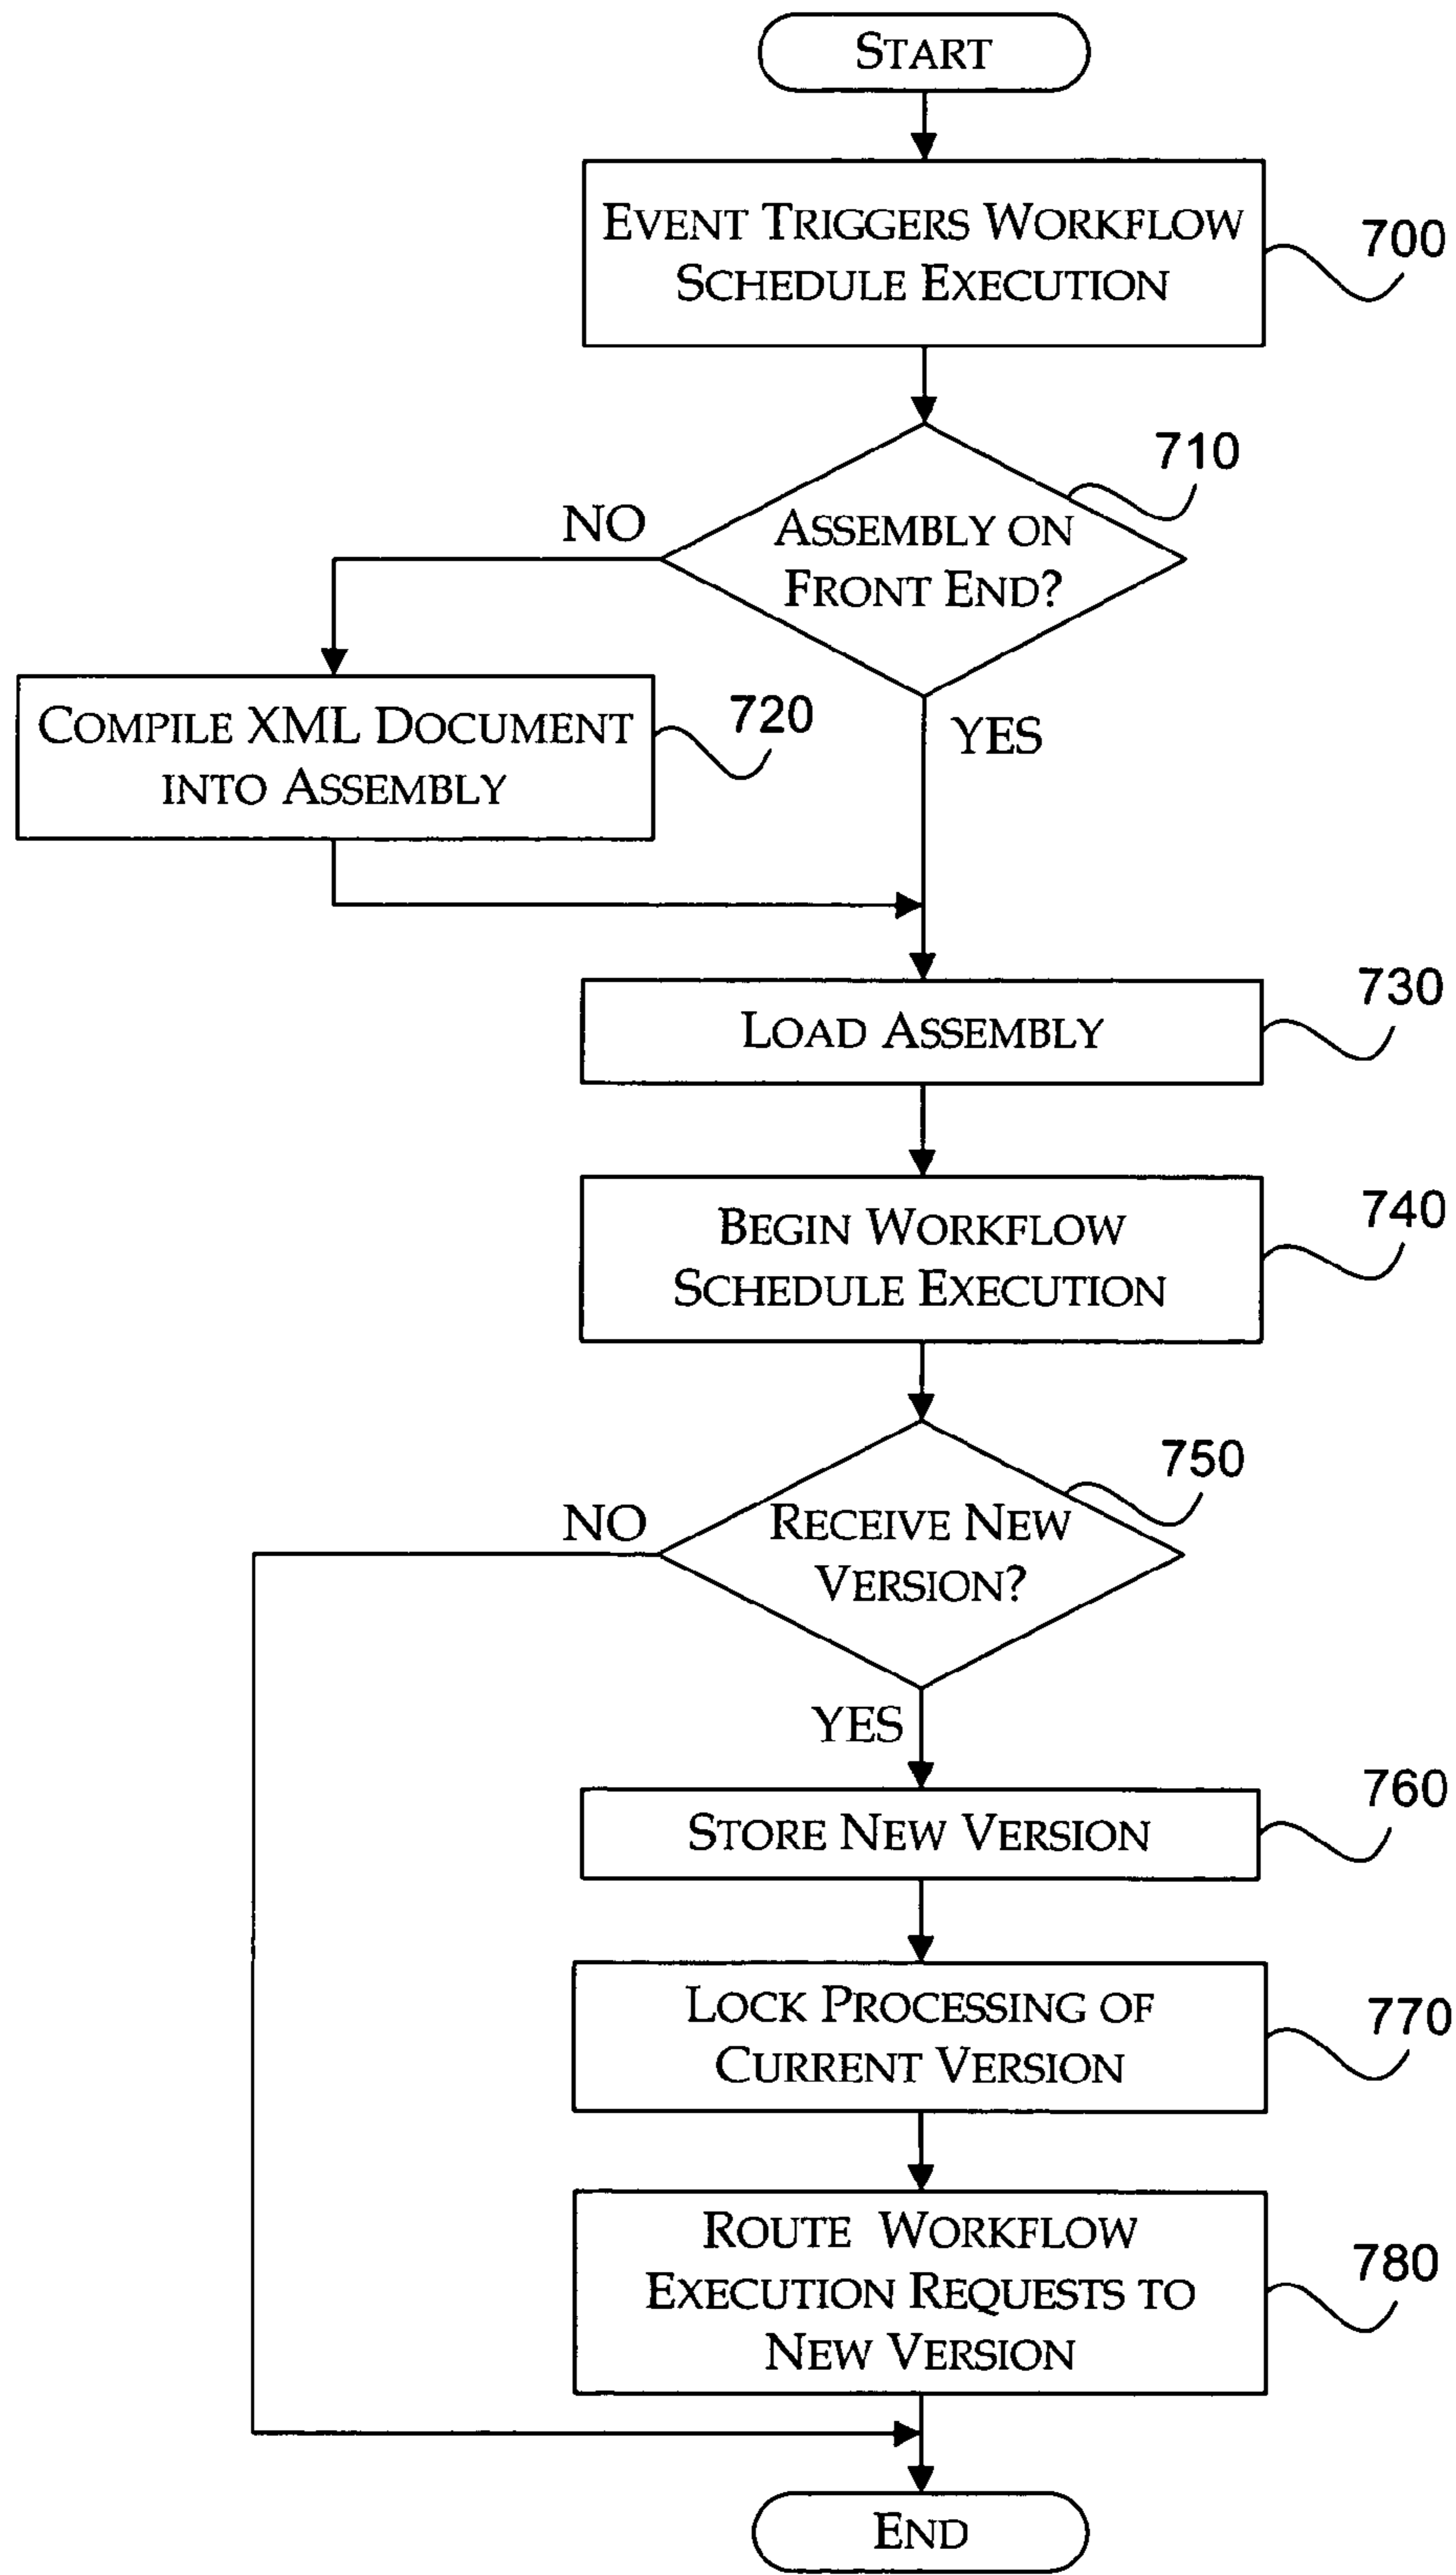 START
EVENT TRIGGERS WORKFLOW
SCHEDULE EXECUTION
700
710
NO
ASSEMBLY ON
FRONT END?
COMPILE XML DOCUMENT
INTO ASSEMBLY
720
YES
730
LOAD ASSEMBLY
740
BEGIN WORKFLOW
SCHEDULE EXECUTION
750
NO
RECEIVE NEW
VERSION?
YES
760
STORE NEW VERSION
LOCK PROCESSING OF
CURRENT VERSION
770
ROUTE WORKFLOW
EXECUTION REQUESTS TO
NEW VERSION
780
END